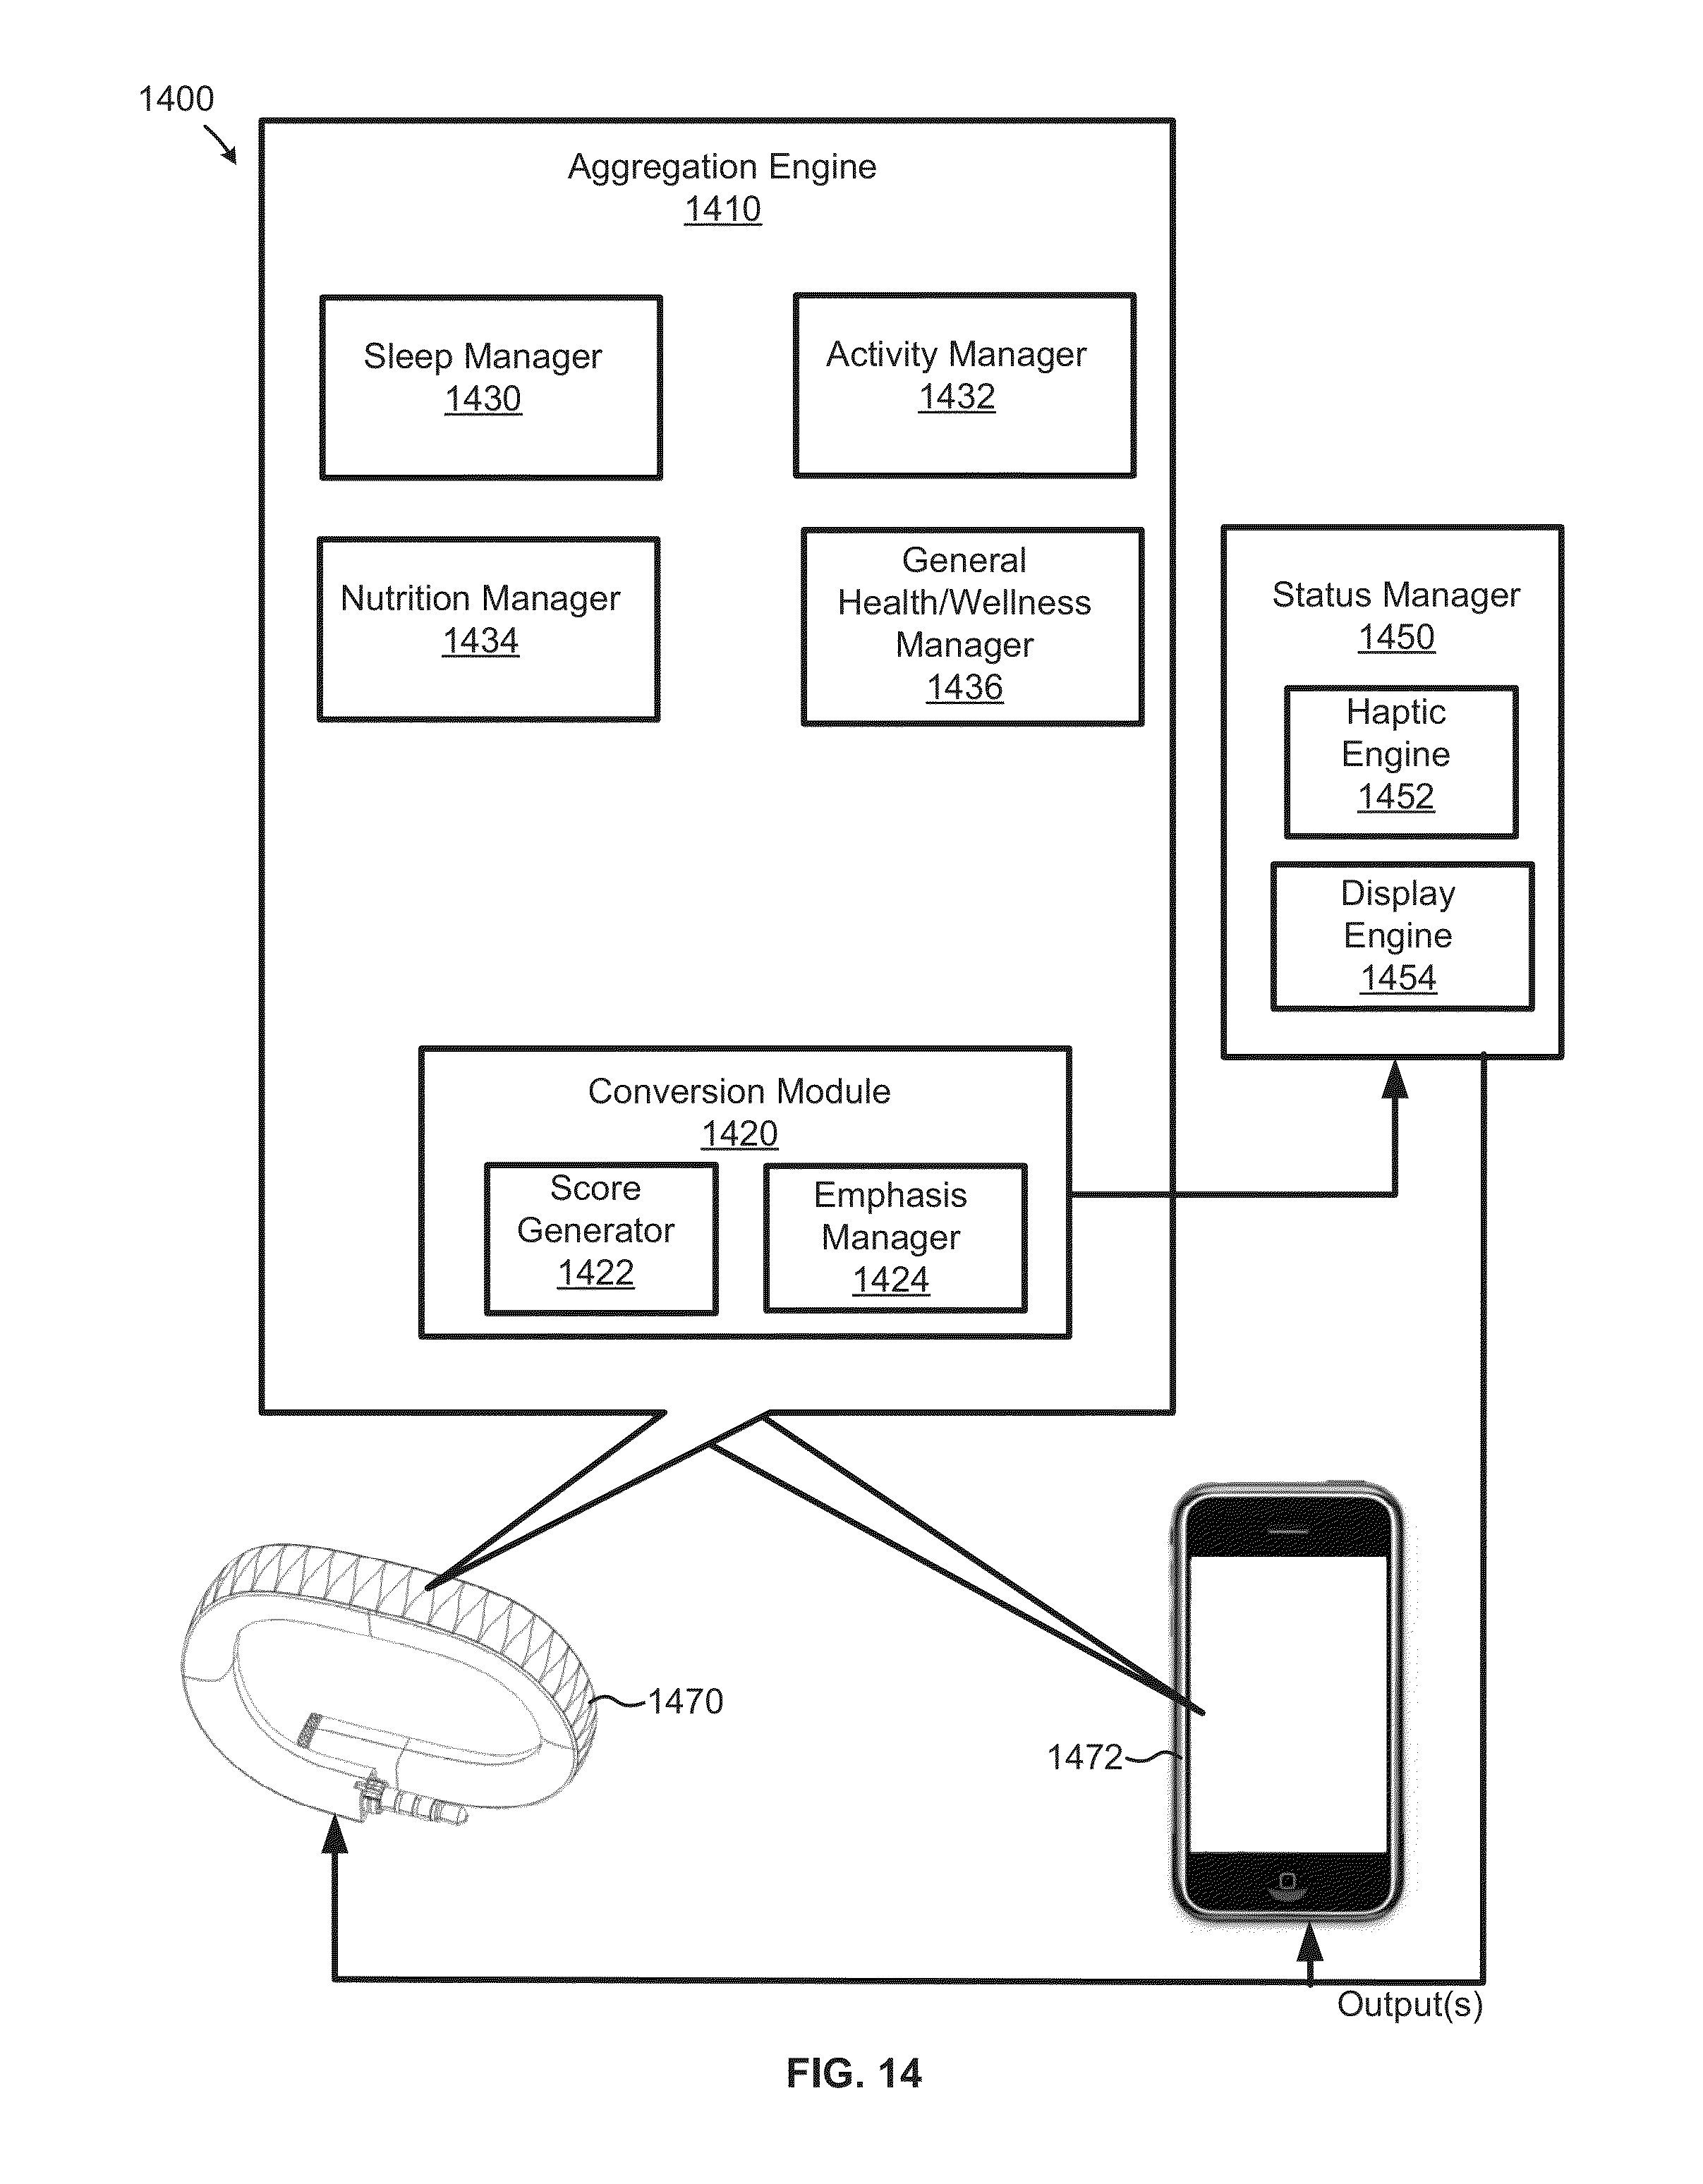 1400
Aggregation Engine
1410
Sleep Manager
1430
Activity Manager
1432
Nutrition Manager
1434
General
Health/Wellness
Manager
1436
Status Manager
1450
Haptic
Engine
1452
Display
Engine
1454
Conversion Module
1420
Score
Generator
1422
Emphasis
Manager
1424
1470
1472
Output(s)
FIG. 14